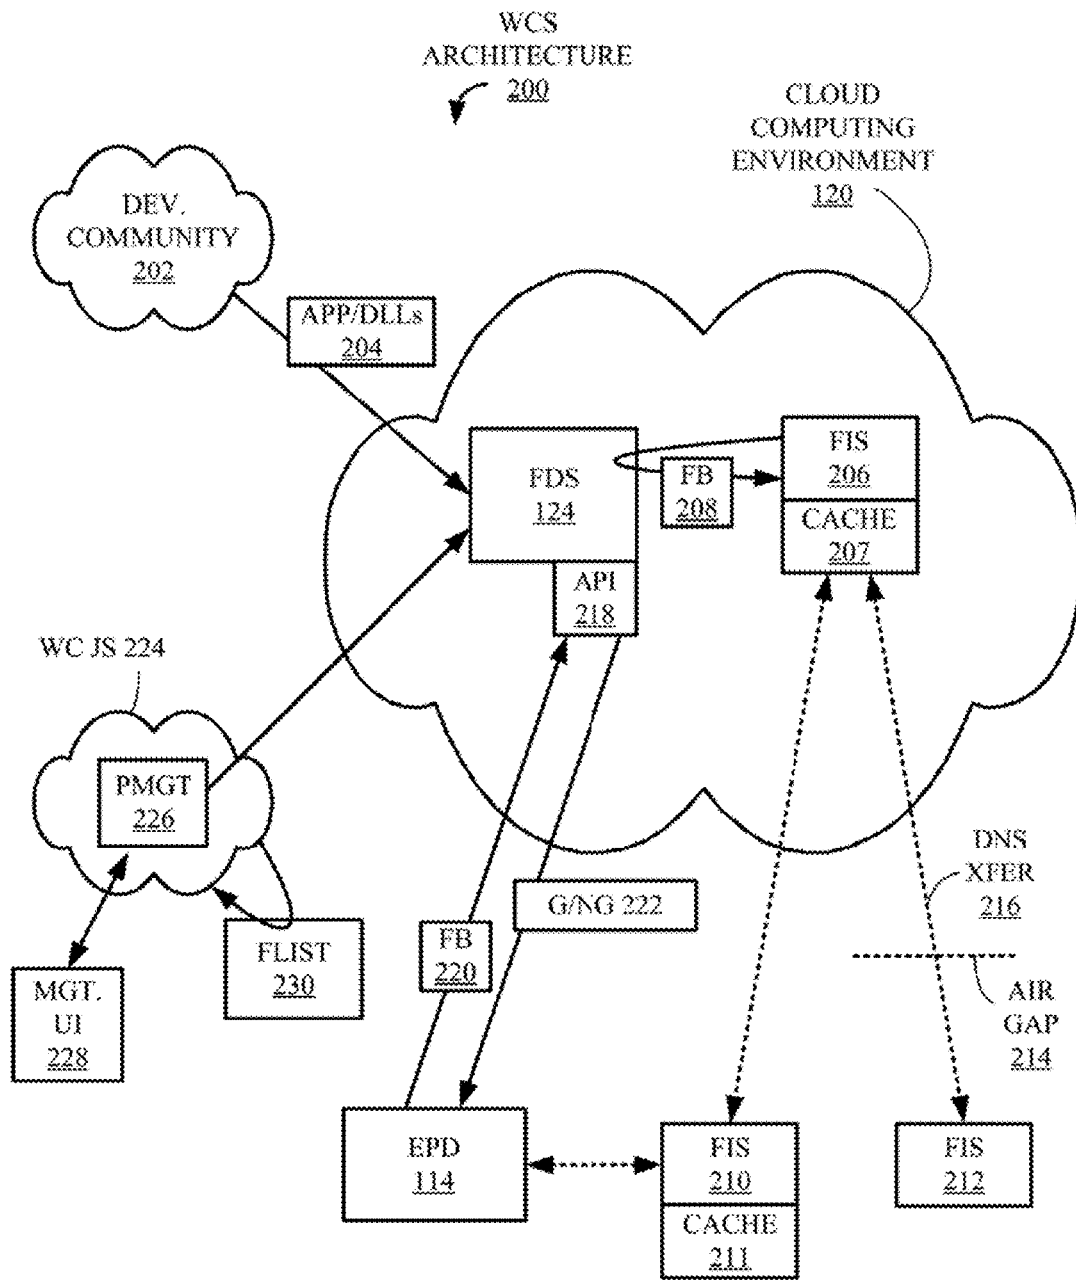 WCS
ARCHITECTURE
200
CLOUD
COMPUTING
ENVIRONMENT
120
DEV.
COMMUNITY
202
APP/DLLs
204
FDS
124
FB
208
FIS
206
CACHE
207
API
218
WC JS 224
PMGT
226
G/NG 222
DNS
XFER
216
FB
220
FLIST
230
MGT.
UI
228
AIR
GAP
214
EPD
114
FIS
210
CACHE
211
FIS
212